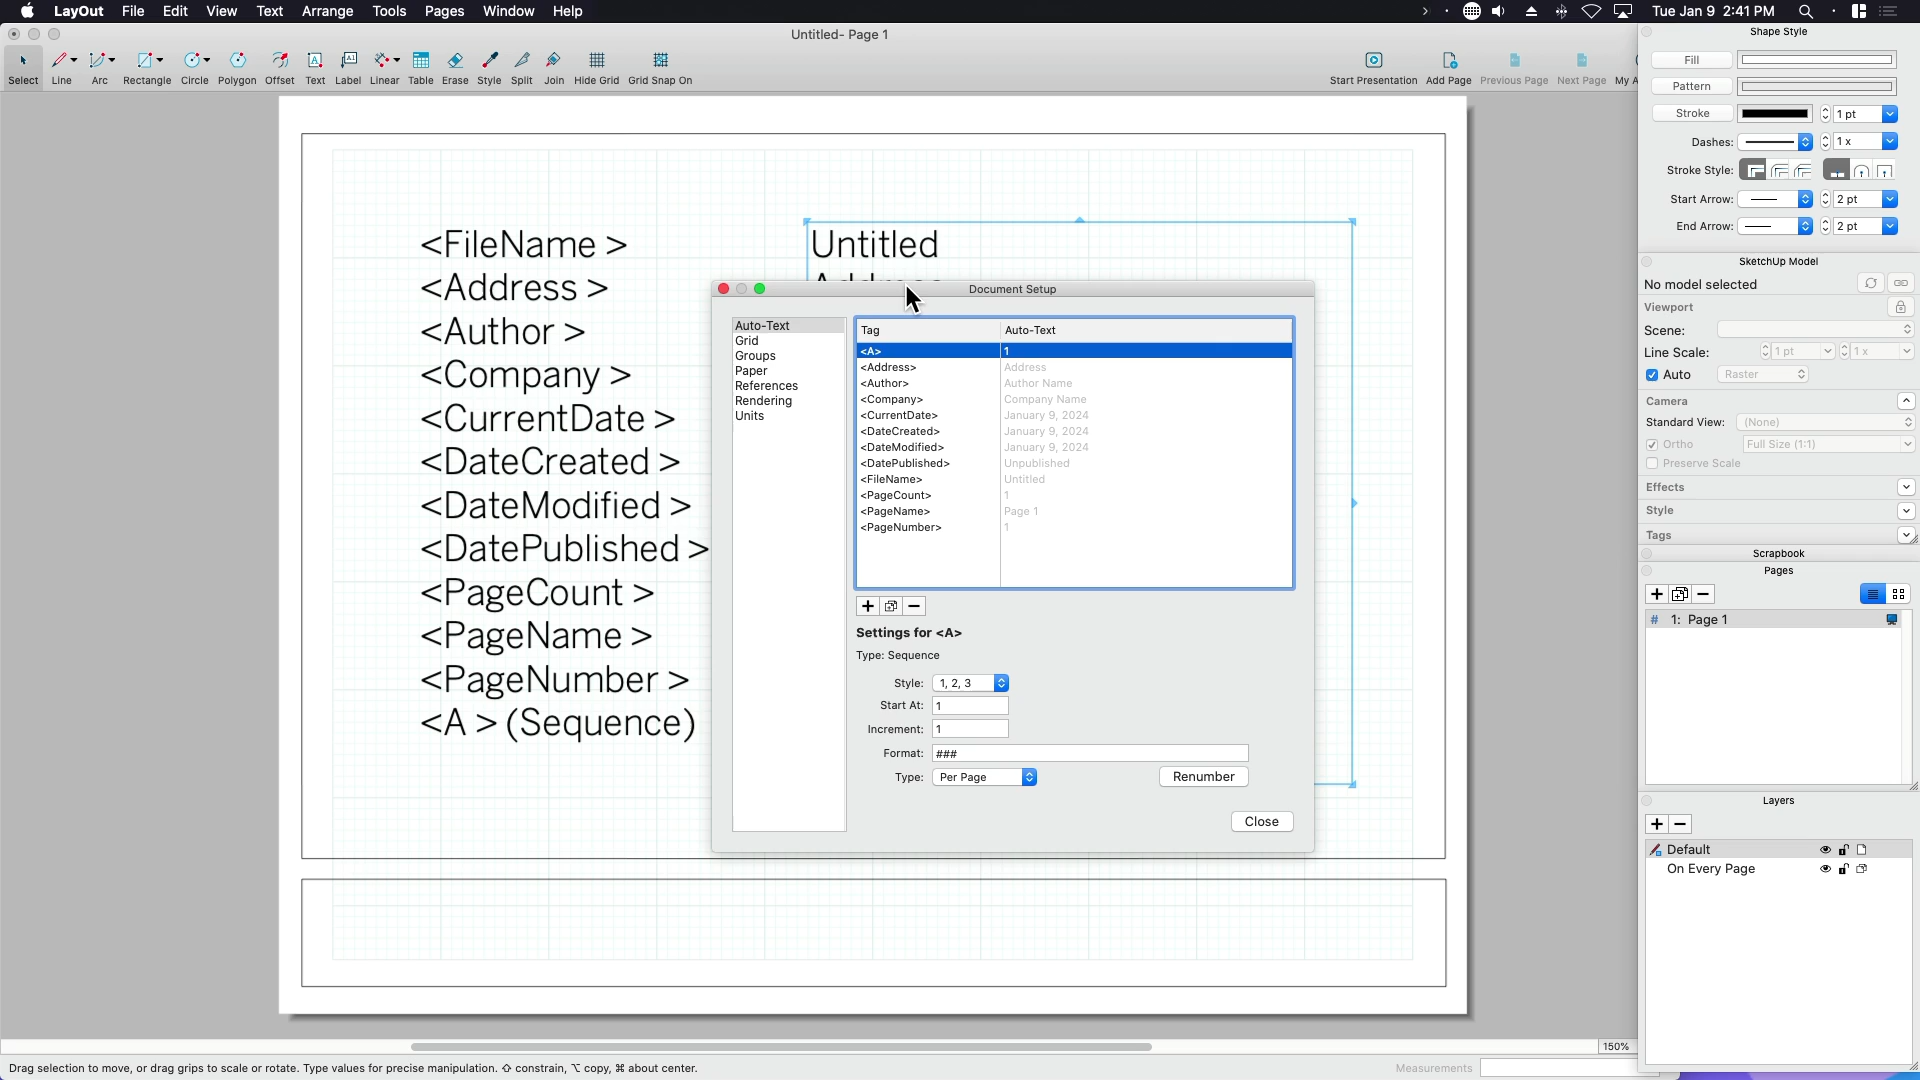 LayOut File Edit View Text Arrange Tools Pages Window Help
Tue Jan 9 2:41 PM
Untitled- Page 1
Select Line Arc Rectangle Circle Polygon Offset Text Label Linear Table Erase Style Split Join Hide Grid Grid Snap On
Start Presentation Add Page Previous Page Next Page My A
<FileName >
<Address >
<Author >
<Company >
<CurrentDate >
<DateCreated >
<DateModified >
<DatePublished >
<PageCount >
<PageName >
<PageNumber >
<A > (Sequence)
Untitled
Document Setup
Auto-Text
Grid
Groups
Paper
References
Rendering
Units
Tag Auto-Text
<A> 1
<Address> Address
<Author> Author Name
<Company> Company Name
<CurrentDate> January 9, 2024
<DateCreated> January 9, 2024
<DateModified> January 9, 2024
<DatePublished> Unpublished
<FileName> Untitled
<PageCount> 1
<PageName> Page 1
<PageNumber> 1
Settings for <A>
Type: Sequence
Style: 1, 2, 3
Start At: 1
Increment: 1
Format: ###
Type: Per Page
Renumber
Close
Shape Style
Fill
Pattern
Stroke 1 pt
Dashes: 1 x
Stroke Style:
Start Arrow: 2 pt
End Arrow: 2 pt
SketchUp Model
No model selected
Viewport
Scene:
Line Scale: 1 pt 1 x
Auto Raster
Camera
Standard View: (None)
Ortho Full Size (1:1)
Preserve Scale
Effects
Style
Tags
Scrapbook
Pages
# 1: Page 1
Layers
Default
On Every Page
150%
Drag selection to move, or drag grips to scale or rotate. Type values for precise manipulation. ⇧ constrain, ⌥ copy, ⌘ about center.
Measurements